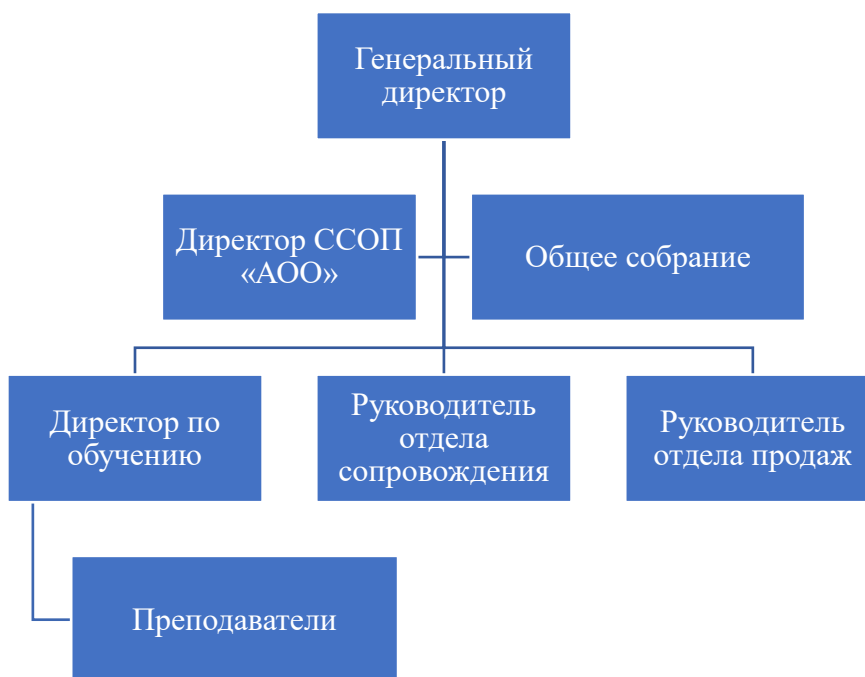 Генеральный
директор
Директор ССОП
«АОО»
Общее собрание
Директор по
обучению
Руководитель
отдела
сопровождения
Руководитель
отдела продаж
Преподаватели